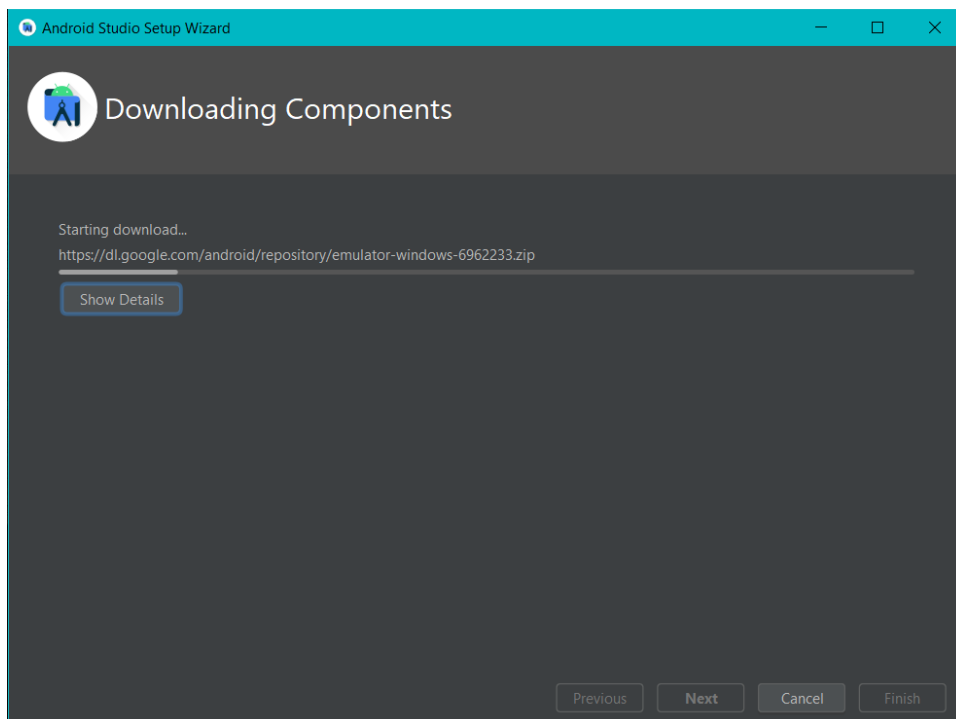 Android Studio Setup Wizard
Downloading Components
Starting download...
https://dl.google.com/android/repository/emulator-windows-6962233.zip
Show Details
Previous Next Cancel Finish